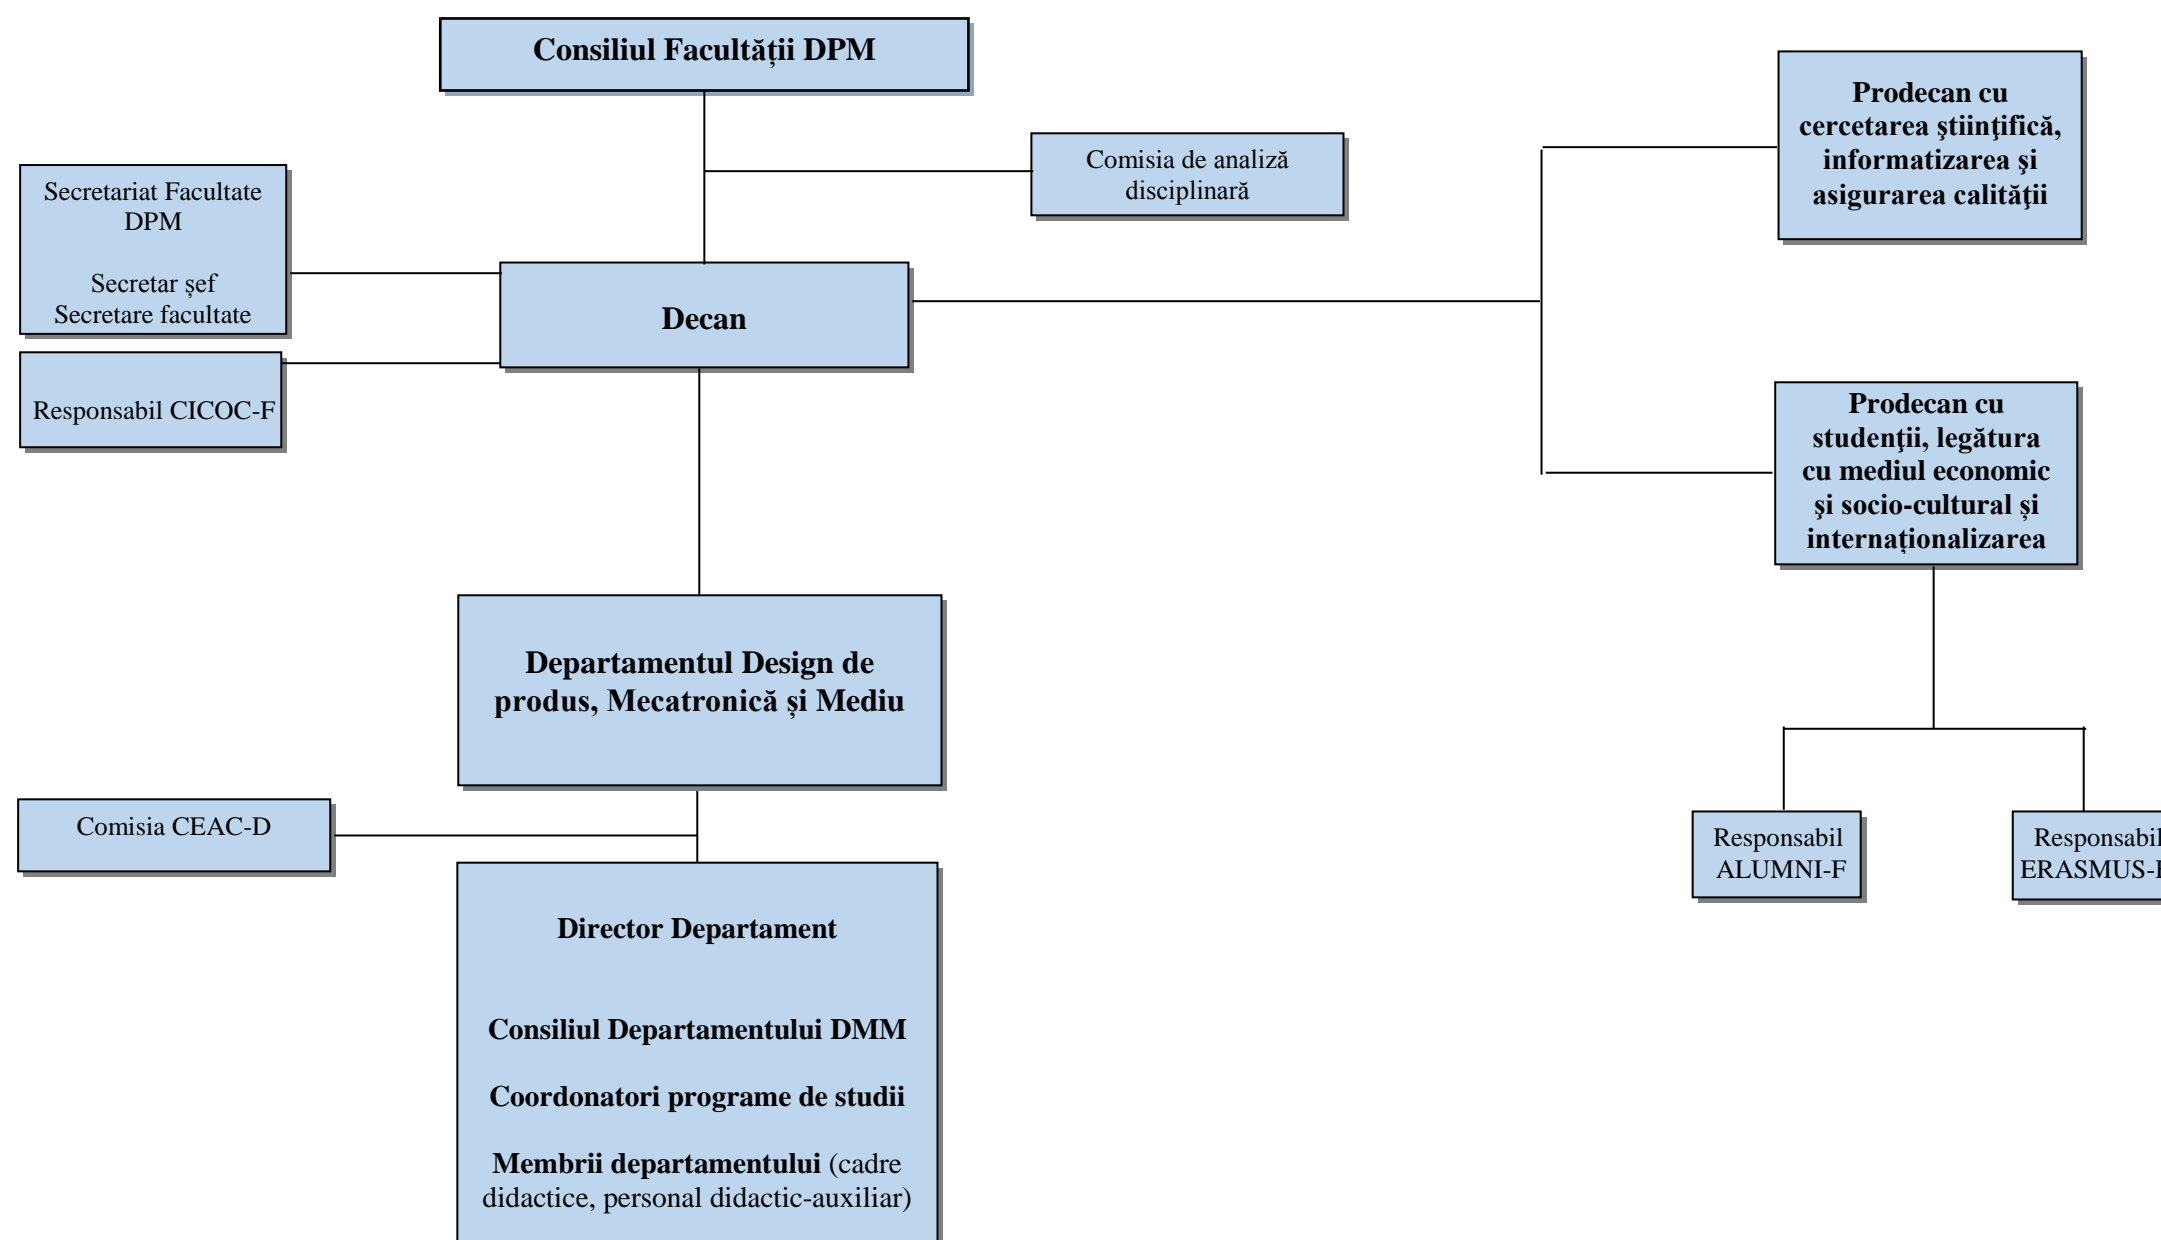 Consiliul Facultății DPM
Prodecan cu
cercetarea ştiinţifică,
informatizarea şi
asigurarea calităţii
Comisia de analiză
disciplinară
Secretariat Facultate
DPM
Secretar șef
Secretare facultate
Decan
Responsabil CICOC-F
Prodecan cu
studenţii, legătura
cu mediul economic
şi socio-cultural și
internaționalizarea
Departamentul Design de
produs, Mecatronică și Mediu
Comisia CEAC-D
Responsabil
ALUMNI-F
Responsabil
Director Departament
Consiliul Departamentului DMM
Coordonatori programe de studii
Membrii departamentului (cadre
didactice, personal didactic-auxiliar)